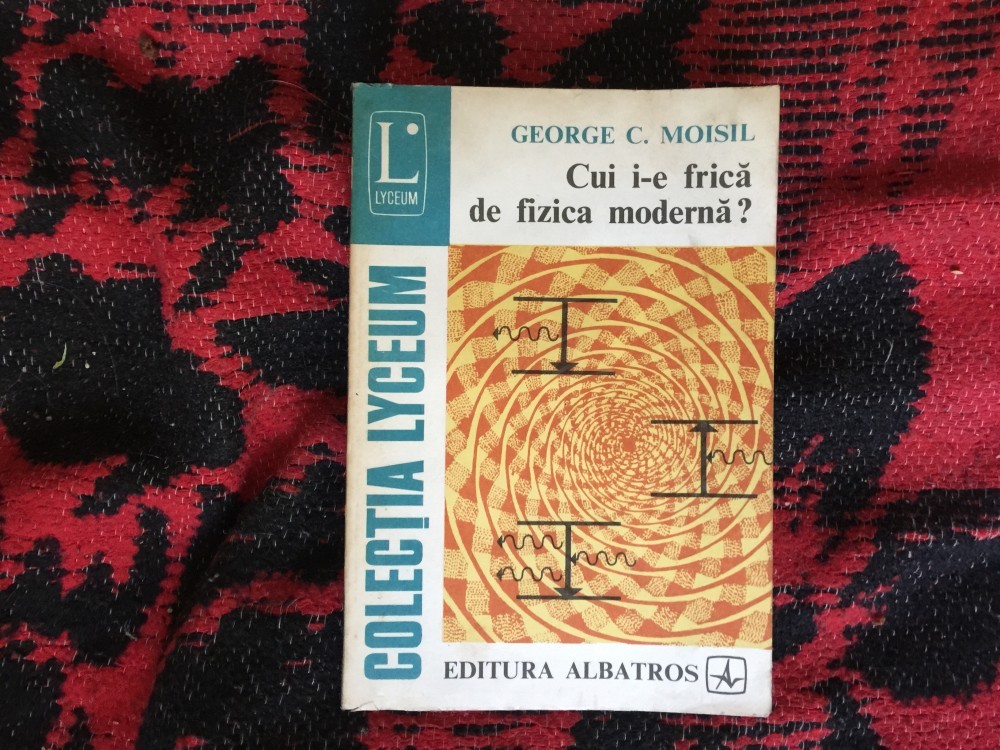 L
LYCEUM
GEORGE C. MOISIL
Cui i-e frică
de fizica modernă?
COLECȚIA LYCEUM
EDITURA ALBATROS